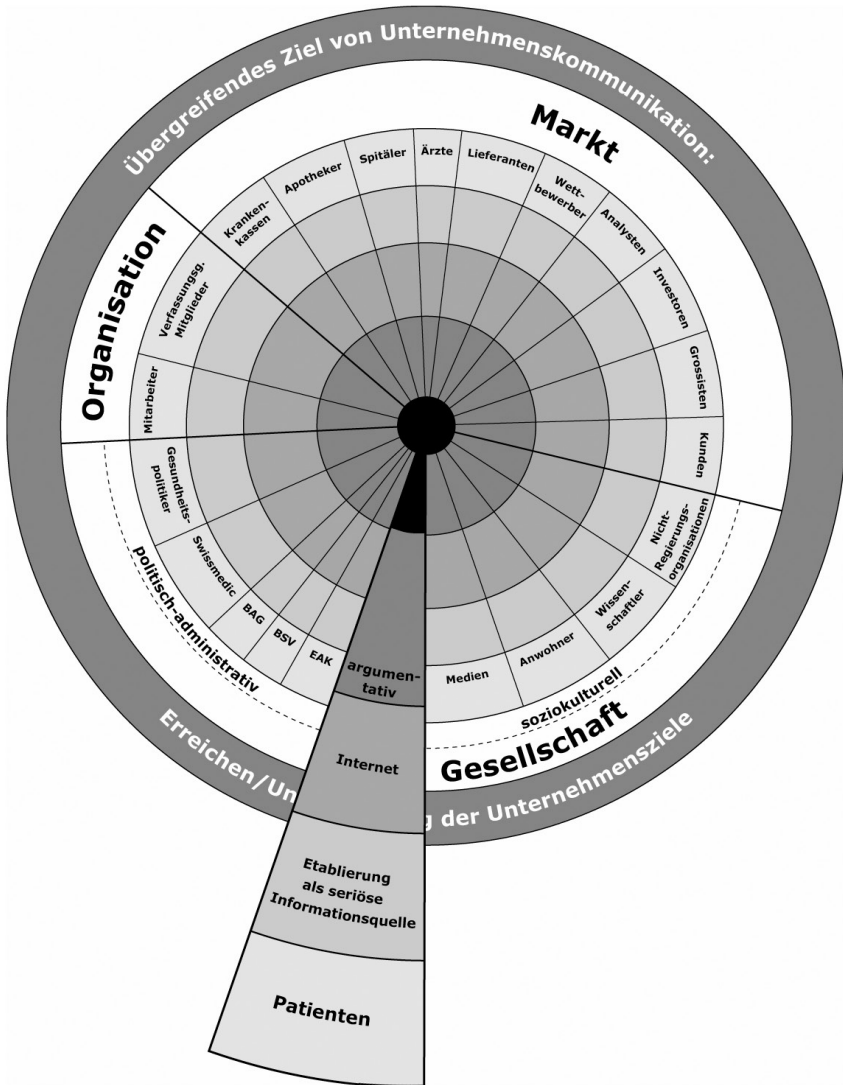 Übergreifendes Ziel von Unternehmenskommunikation:
Markt
Organisation
Kranken-
kassen
Apotheker
Spitäler
Ärzte
Lieferanten
Wett-
bewerber
Analysten
Investoren
Grossisten
Kunden
Verfassungsg.
Mitglieder
Mitarbeiter
Gesundheits-
politiker
Swissmedic
BAG
BSV
EAK
politisch-administrativ
Nicht-
Regierungs-
organisationen
Wissen-
schaftler
Anwohner
Medien
soziokulturell
Gesellschaft
Erreichen/Un
g der Unternehmensziele
argumen-
tativ
Internet
Etablierung
als seriöse
Informationsquelle
Patienten